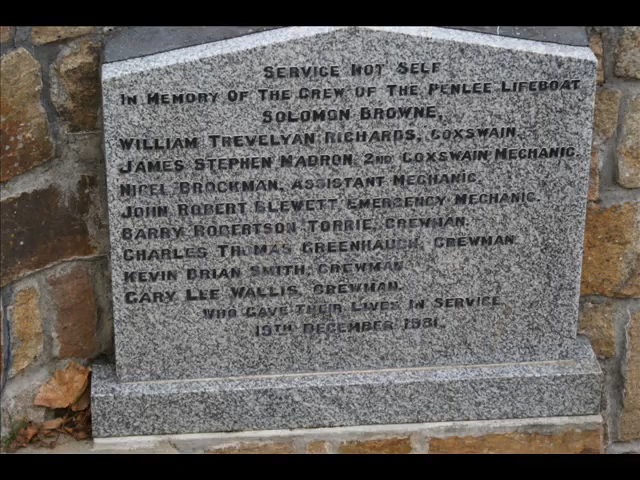 SERVICE NOT SELF
IN MEMORY OF THE CREW OF THE PENLEE LIFEBOAT
SOLOMON BROWNE,
WILLIAM TREVELYAN RICHARDS, COXSWAIN.
JAMES STEPHEN MADRON, 2ND COXSWAIN MECHANIC.
NIGEL BROCKMAN, ASSISTANT MECHANIC.
JOHN ROBERT BLEWETT, EMERGENCY MECHANIC.
BARRY ROBERTSON TORRIE, CREWMAN.
CHARLES THOMAS GREENHAUGH, CREWMAN.
KEVIN BRIAN SMITH, CREWMAN.
GARY LEE WALLIS, CREWMAN.
WHO GAVE THEIR LIVES IN SERVICE
19TH DECEMBER 1981.